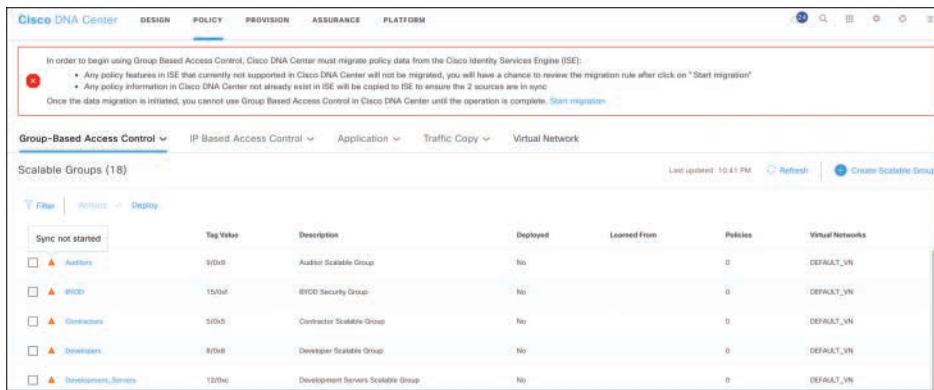 Cisco DNA Center DESIGN POLICY PROVISION ASSURANCE PLATFORM 24
In order to begin using Group Based Access Control, Cisco DNA Center must migrate policy data from the Cisco Identity Services Engine (ISE):
• Any policy features in ISE that currently not supported in Cisco DNA Center will not be migrated, you will have a chance to review the migration rule after click on "Start migration"
• Any policy information in Cisco DNA Center not already exist in ISE will be copied to ISE to ensure the 2 sources are in sync
Once the data migration is initiated, you cannot use Group Based Access Control in Cisco DNA Center until the operation is complete. Start migration
Group-Based Access Control IP Based Access Control Application Traffic Copy Virtual Network
Scalable Groups (18) Last updated: 10:41 PM Refresh Create Scalable Group
Filter Actions Deploy
Sync not started Tag Value Description Deployed Learned From Policies Virtual Networks
Auditors 9/0x9 Auditor Scalable Group No 0 DEFAULT_VN
BYOD 15/0xf BYOD Security Group No 0 DEFAULT_VN
Contractors 5/0x5 Contractor Scalable Group No 0 DEFAULT_VN
Developers 8/0x8 Developer Scalable Group No 0 DEFAULT_VN
Development_Servers 12/0xc Development Servers Scalable Group No 0 DEFAULT_VN